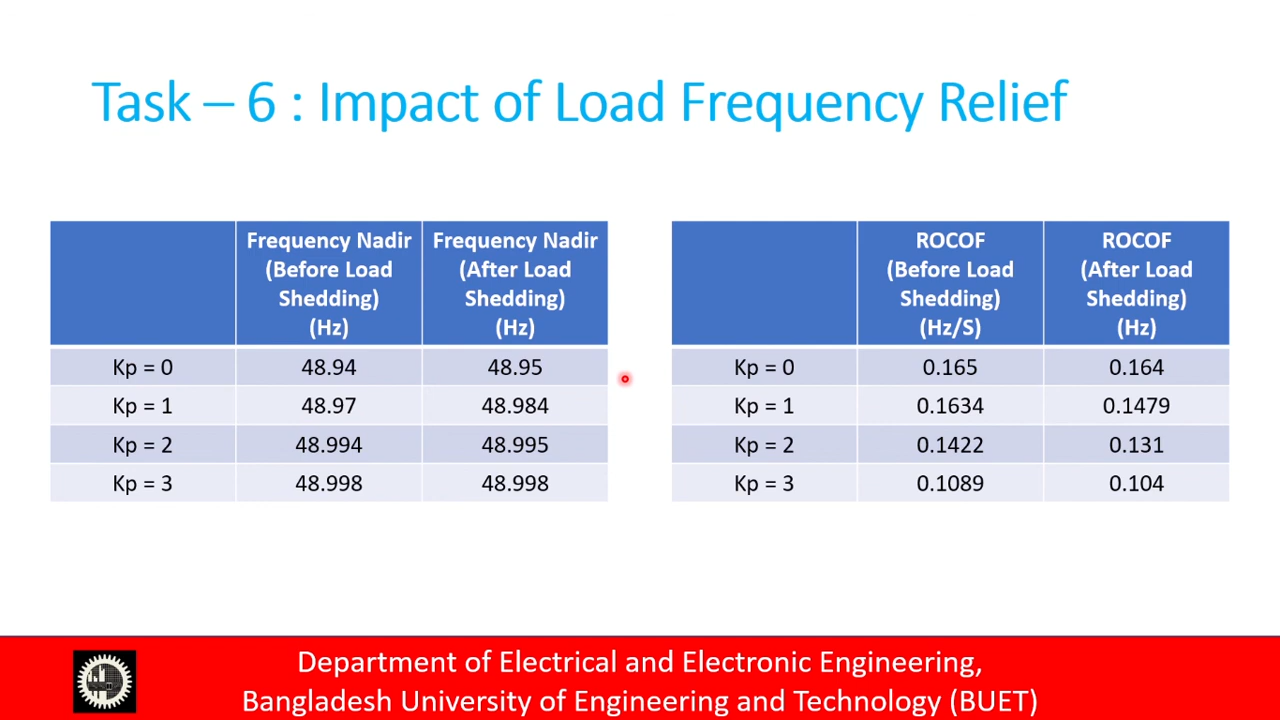 Task – 6 : Impact of Load Frequency Relief
Frequency Nadir
(Before Load
Shedding)
(Hz)
Frequency Nadir
(After Load
Shedding)
(Hz)
Kp = 0 48.94 48.95
Kp = 1 48.97 48.984
Kp = 2 48.994 48.995
Kp = 3 48.998 48.998
ROCOF
(Before Load
Shedding)
(Hz/S)
ROCOF
(After Load
Shedding)
(Hz)
Kp = 0 0.165 0.164
Kp = 1 0.1634 0.1479
Kp = 2 0.1422 0.131
Kp = 3 0.1089 0.104
Department of Electrical and Electronic Engineering,
Bangladesh University of Engineering and Technology (BUET)